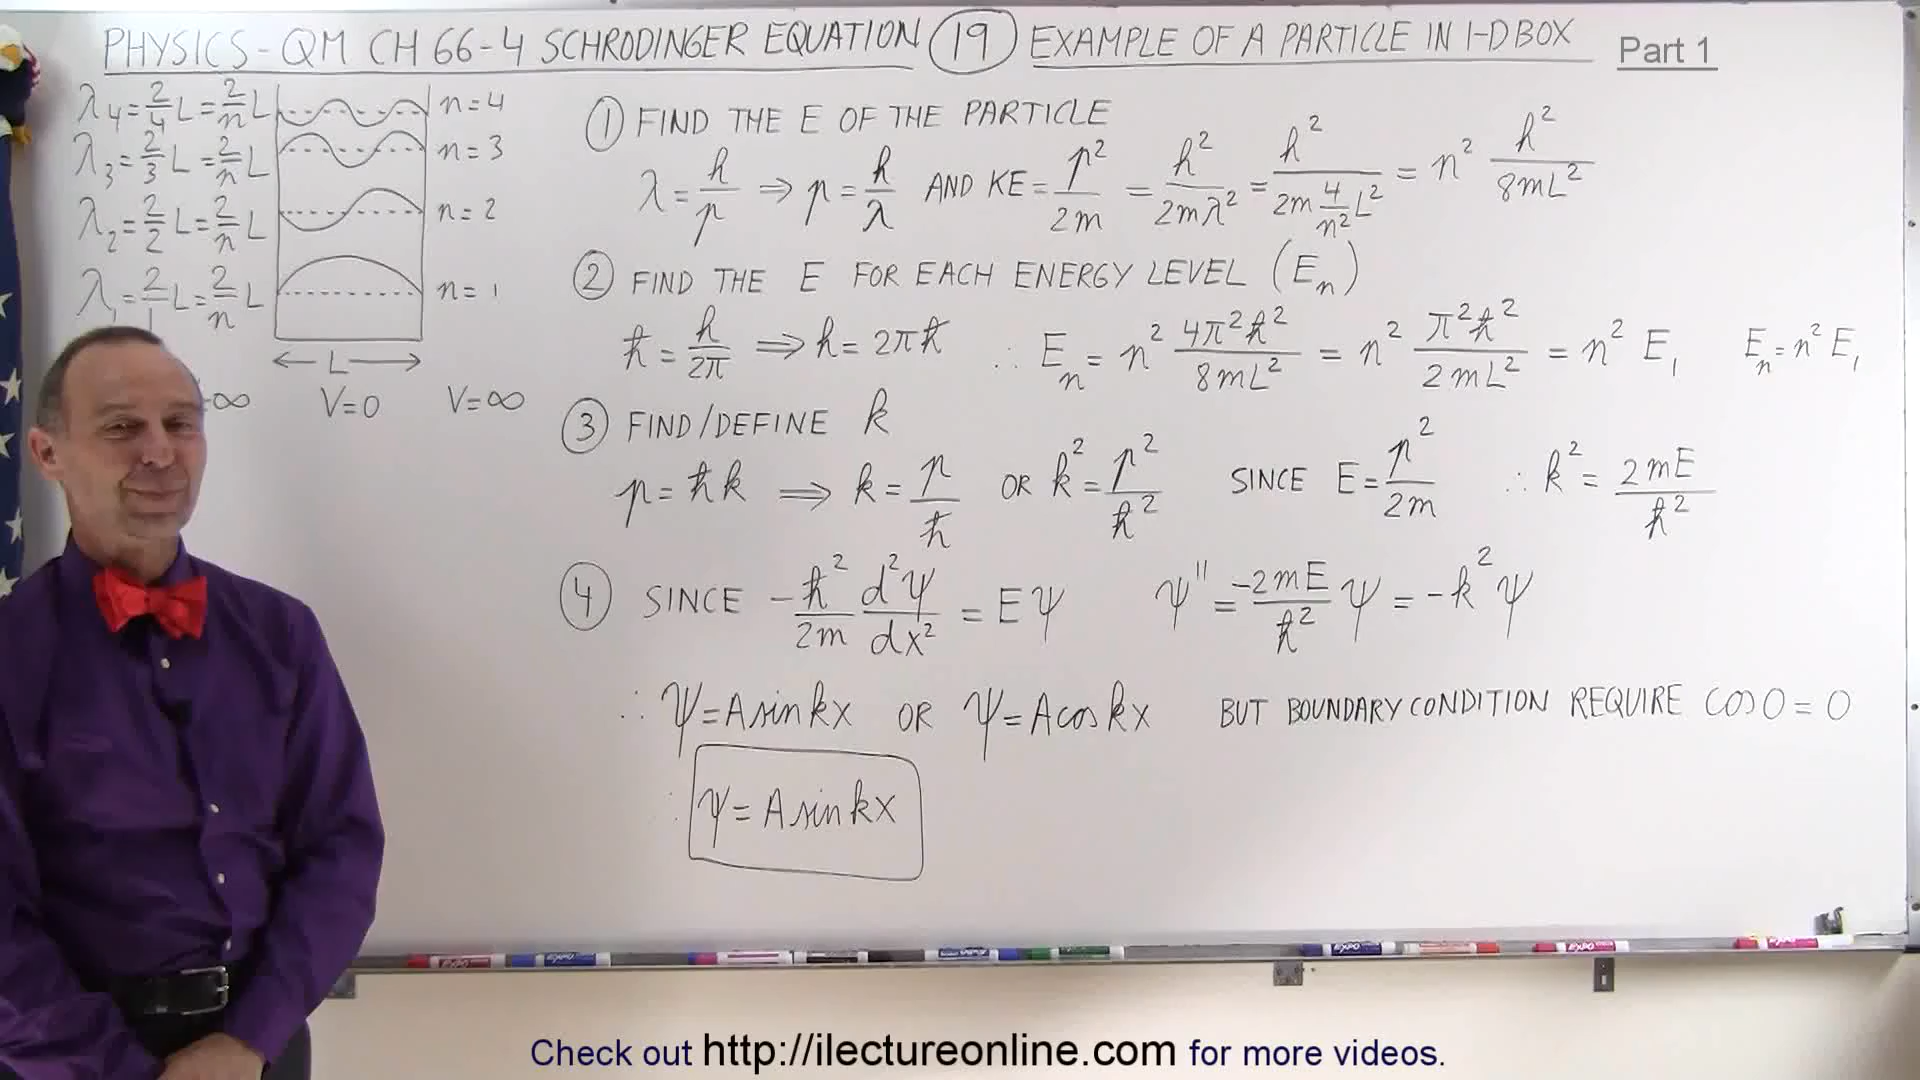 PHYSICS - QM CH 66-4 SCHRODINGER EQUATION (19) EXAMPLE OF A PARTICLE IN 1-D BOX Part 1
λ₄ = 2/4 L = 2/n L n = 4
λ₃ = 2/3 L = 2/n L n = 3
λ₂ = 2/2 L = 2/n L n = 2
λ₁ = 2/1 L = 2/n L n = 1
L
=∞ V=0 V=∞
① FIND THE E OF THE PARTICLE
λ = h/p ⇒ p = h/λ AND KE = p²/2m = h²/2mλ² = h²/(2m 4/n² L²) = n² h²/8mL²
② FIND THE E FOR EACH ENERGY LEVEL (Eₙ)
ħ = h/2π ⇒ h = 2πħ ∴ Eₙ = n² 4π²ħ²/8mL² = n² π²ħ²/2mL² = n² E₁ Eₙ = n² E₁
③ FIND/DEFINE k
p = ħk ⇒ k = p/ħ OR k² = p²/ħ² SINCE E = p²/2m ∴ k² = 2mE/ħ²
④ SINCE -ħ²/2m d²ψ/dx² = Eψ ψ'' = -2mE/ħ² ψ = -k²ψ
∴ ψ = A sin kx OR ψ = A cos kx BUT BOUNDARY CONDITION REQUIRE COS 0 = 0
∴ ψ = A sin kx
EXPO
Check out http://ilectureonline.com for more videos.